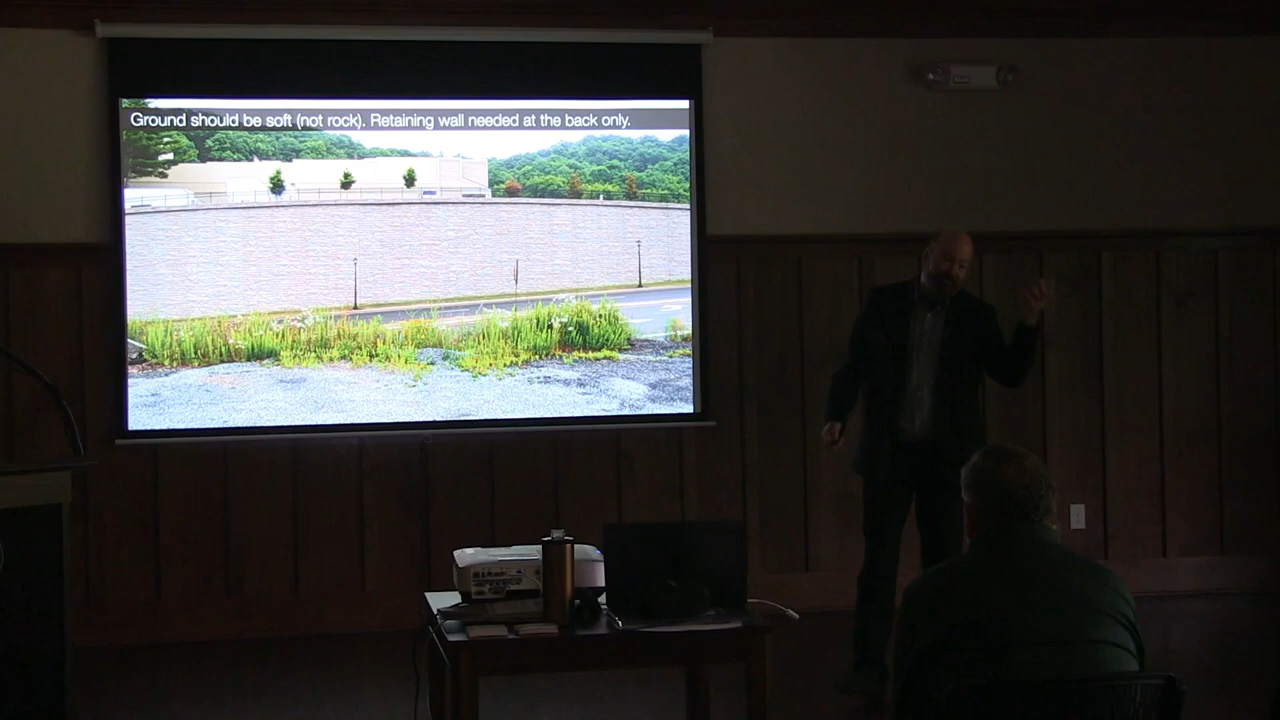 Ground should be soft (not rock). Retaining wall needed at the back only.